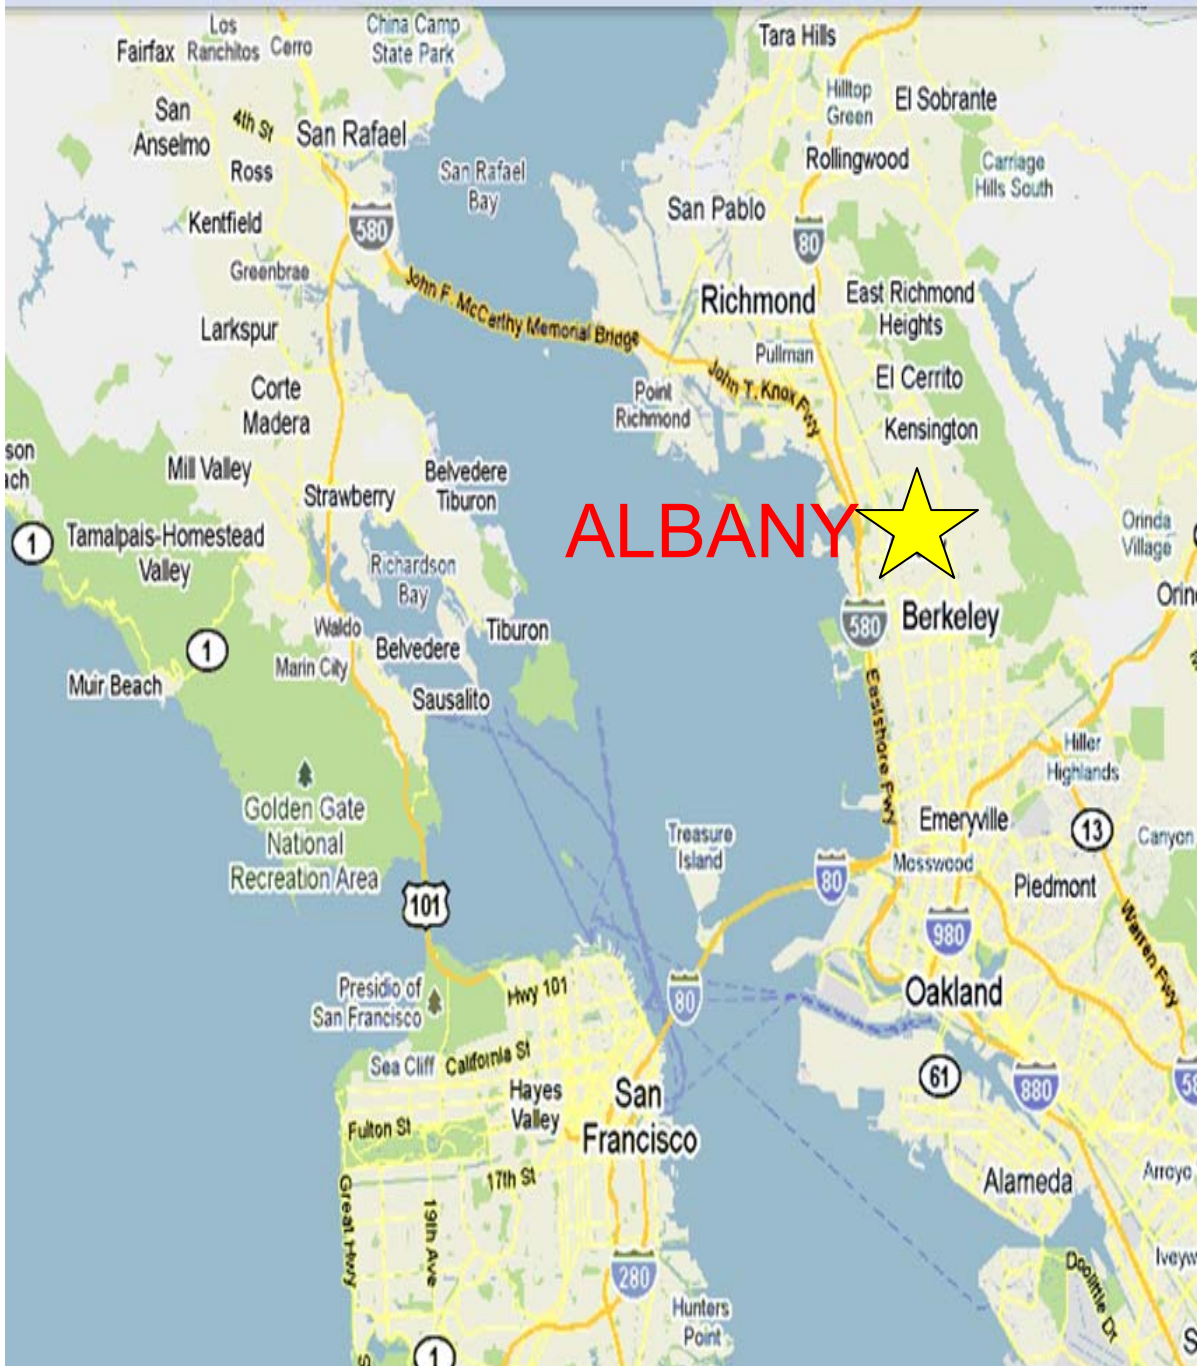 Los
Ranchitos
Fairfax
Cerro
China Camp
State Park
Tara Hills
San
Anselmo
4th St
San Rafael
Hilltop
Green
El Sobrante
Ross
San Rafael
Bay
Rollingwood
Carriage
Hills South
Kentfield
580
San Pablo
80
Greenbrae
John F. McCarthy Memorial Bridge
Richmond
East Richmond
Heights
Larkspur
Pullman
Corte
Madera
Point
Richmond
John T. Knox Fwy
El Cerrito
Kensington
son
ach
Mill Valley
Strawberry
Belvedere
Tiburon
ALBANY
1
Tamalpais-Homestead
Valley
Richardson
Bay
Orinda
Village
Orin
Waldo
Marin City
Belvedere
Tiburon
580
Berkeley
1
Muir Beach
Sausalito
Eastshore Fwy
Hiller
Highlands
Golden Gate
National
Recreation Area
Treasure
Island
Emeryville
13
Canyon
101
80
Mosswood
Piedmont
980
Warren Fwy
Presidio of
San Francisco
Hwy 101
80
Oakland
Sea Cliff
California St
61
880
58
Hayes
Valley
San
Francisco
Fulton St
17th St
Alameda
Arroyo
Great Hwy
19th Ave
280
Doolittle Dr
Iveyw
Hunters
Point
1
S
S